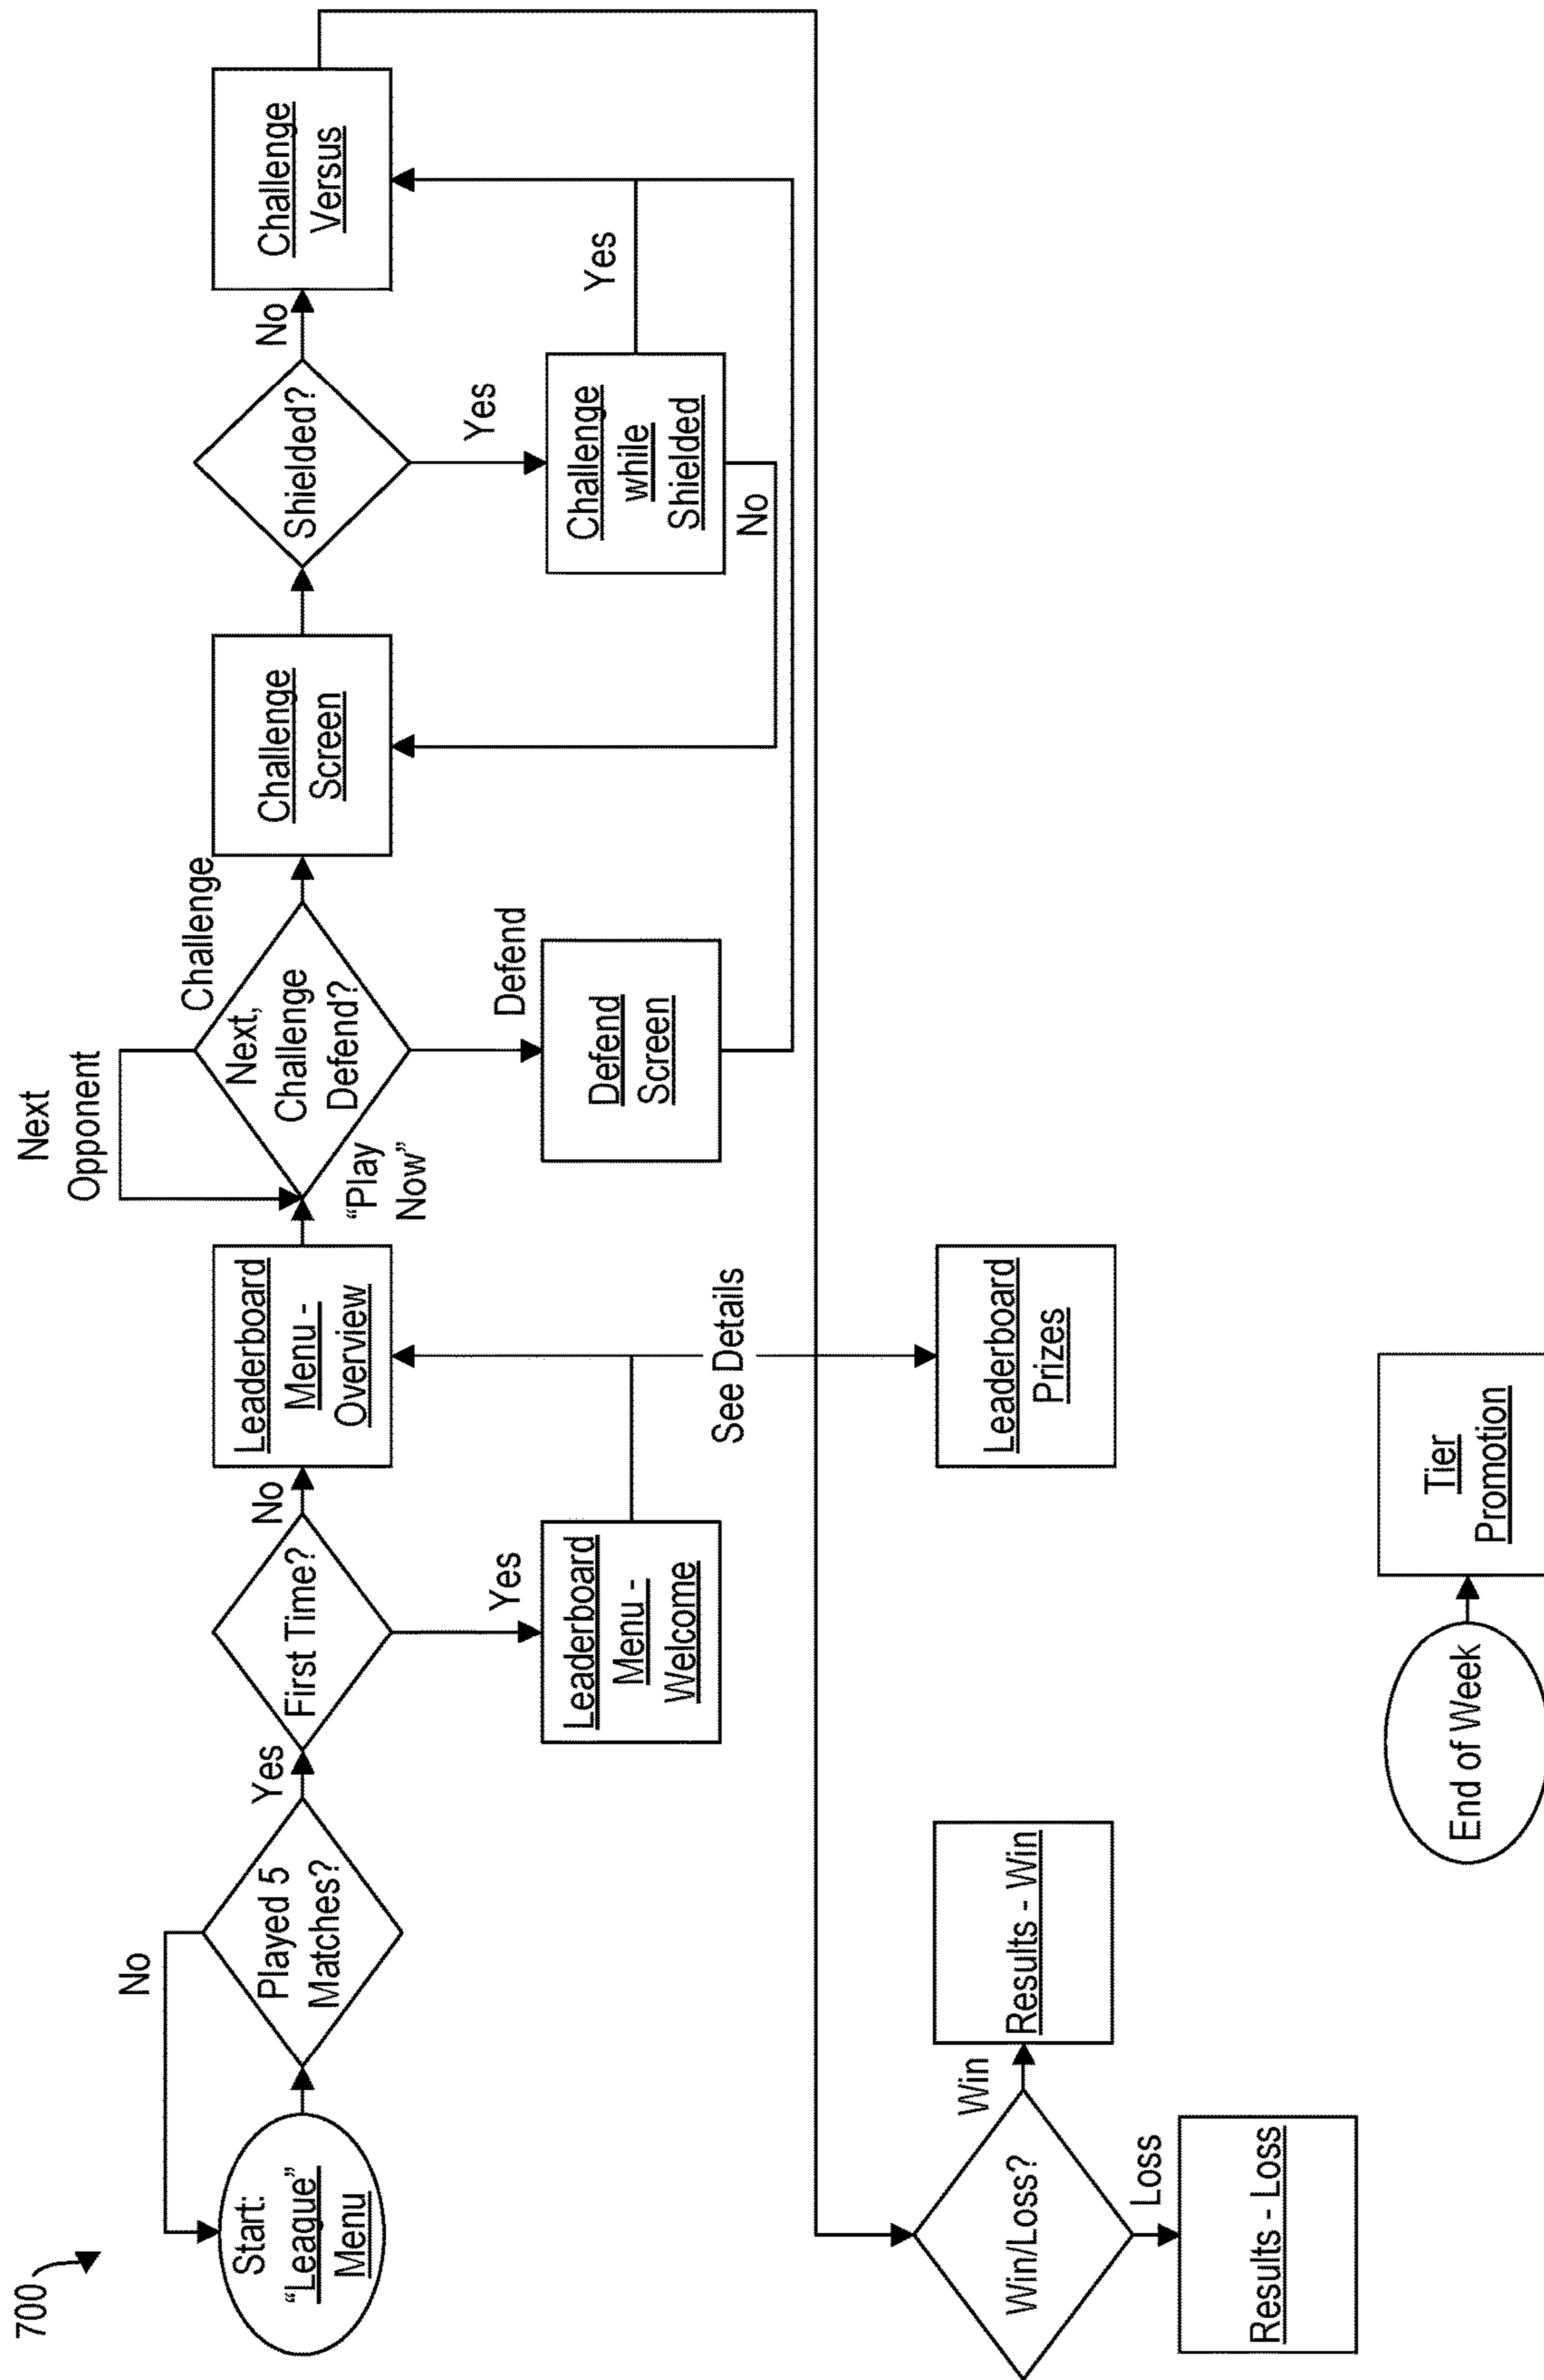 700
Start:
“League”
Menu
No
Played 5
Matches?
Yes
First Time?
No
Yes
Leaderboard
Menu -
Welcome
Leaderboard
Menu -
Overview
See Details
Leaderboard
Prizes
“Play
Now”
Next
Opponent
Next,
Challenge
Defend?
Challenge
Defend
Defend
Screen
Challenge
Screen
Shielded?
No
Yes
Challenge
while
Shielded
No
Yes
Challenge
Versus
Win/Loss?
Win
Results - Win
Loss
Results - Loss
End of Week
Tier
Promotion